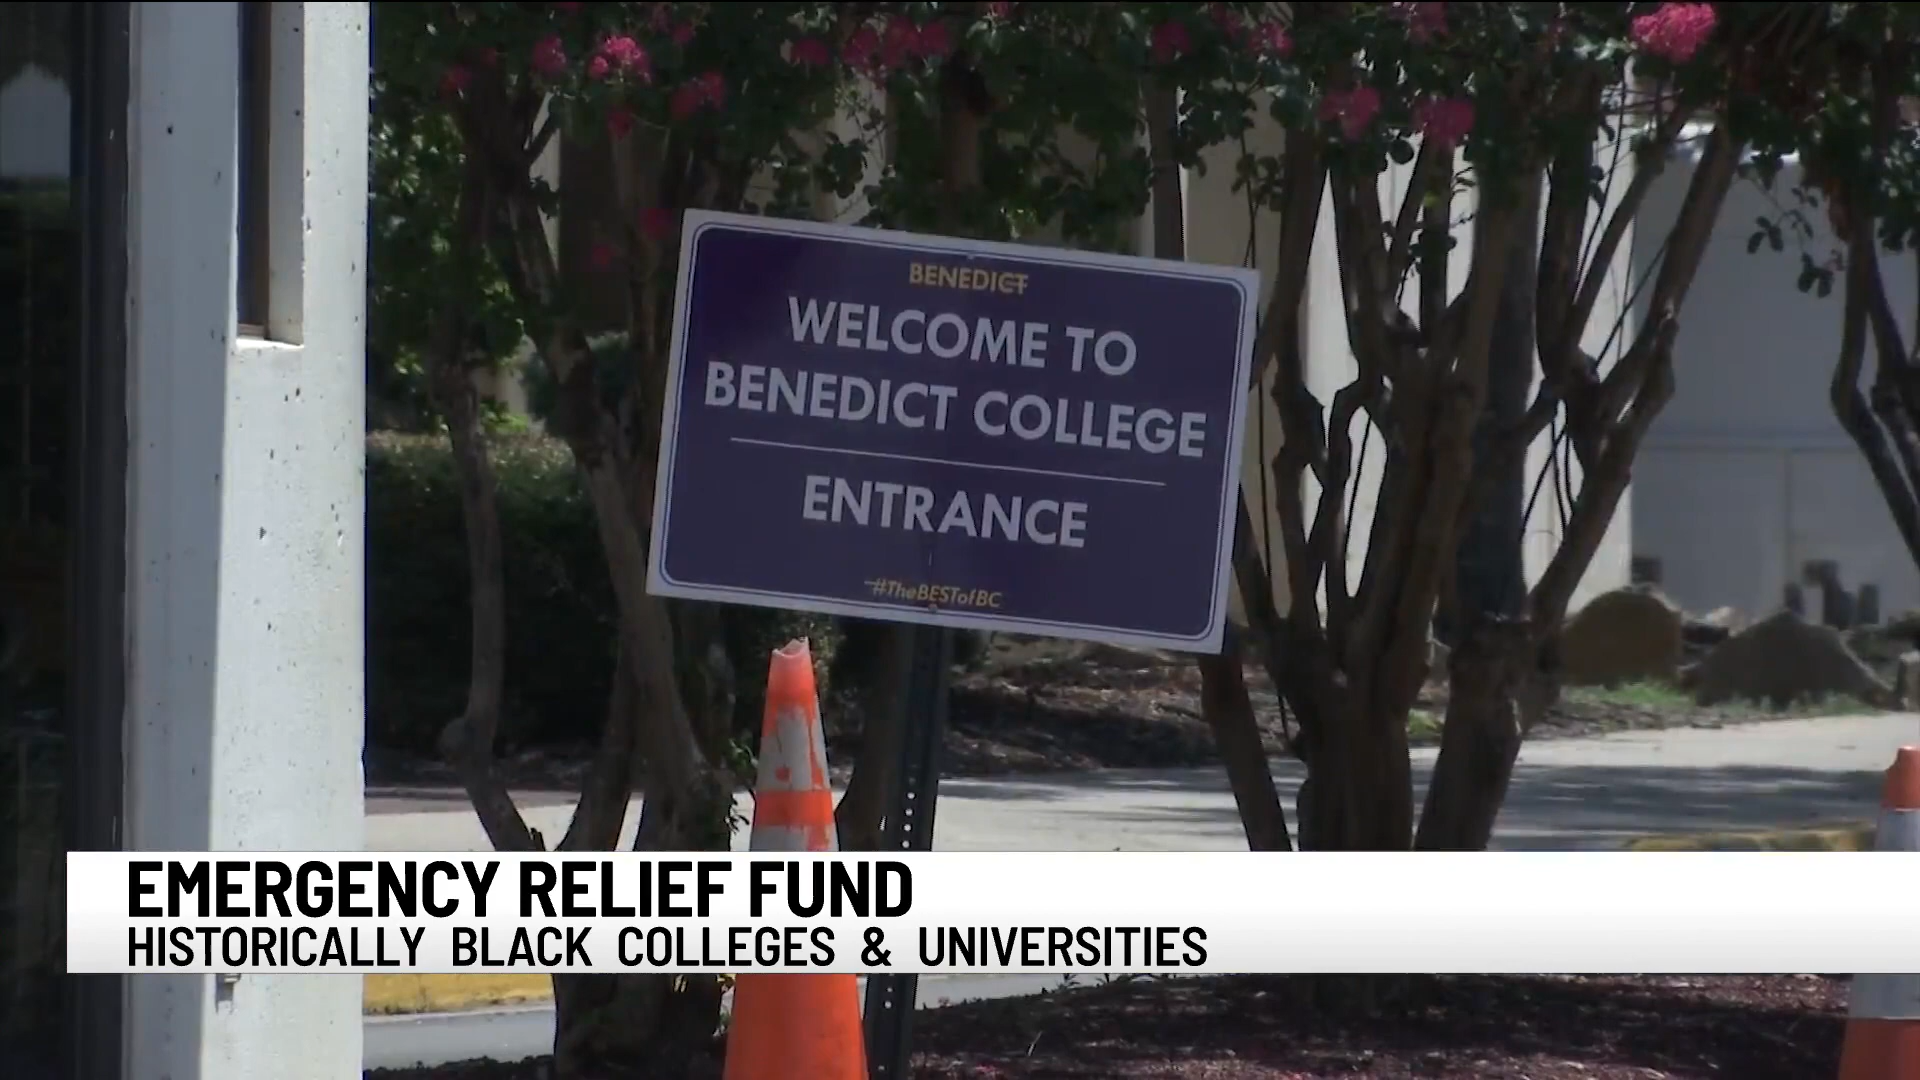 BENEDICT
WELCOME TO
BENEDICT COLLEGE
ENTRANCE
#TheBESTofBC
EMERGENCY RELIEF FUND
HISTORICALLY BLACK COLLEGES & UNIVERSITIES